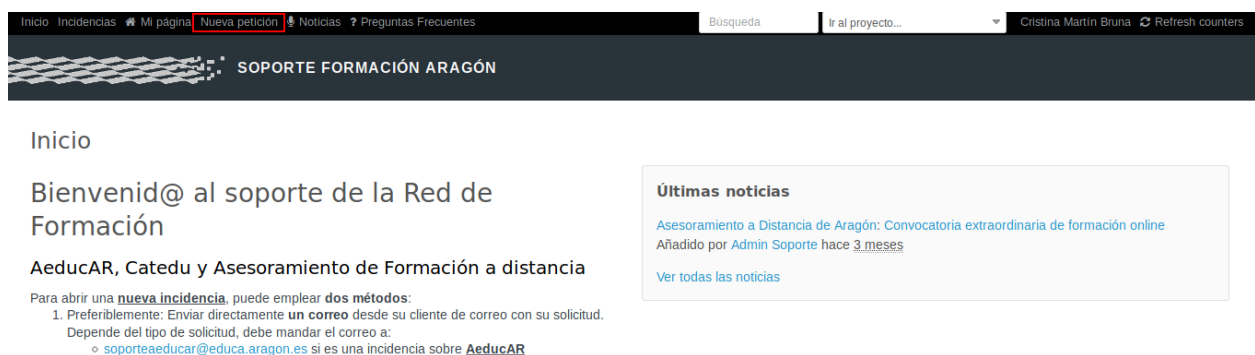 Inicio Incidencias Mi página Nueva petición Noticias ? Preguntas Frecuentes Búsqueda Ir al proyecto... Cristina Martín Bruna Refresh counters
SOPORTE FORMACIÓN ARAGÓN
Inicio
Bienvenid@ al soporte de la Red de
Formación
AeducAR, Catedu y Asesoramiento de Formación a distancia
Para abrir una nueva incidencia, puede emplear dos métodos:
1. Preferiblemente: Enviar directamente un correo desde su cliente de correo con su solicitud.
Depende del tipo de solicitud, debe mandar el correo a:
soporteaeducar@educa.aragon.es si es una incidencia sobre AeducAR
Últimas noticias
Asesoramiento a Distancia de Aragón: Convocatoria extraordinaria de formación online
Añadido por Admin Soporte hace 3 meses
Ver todas las noticias